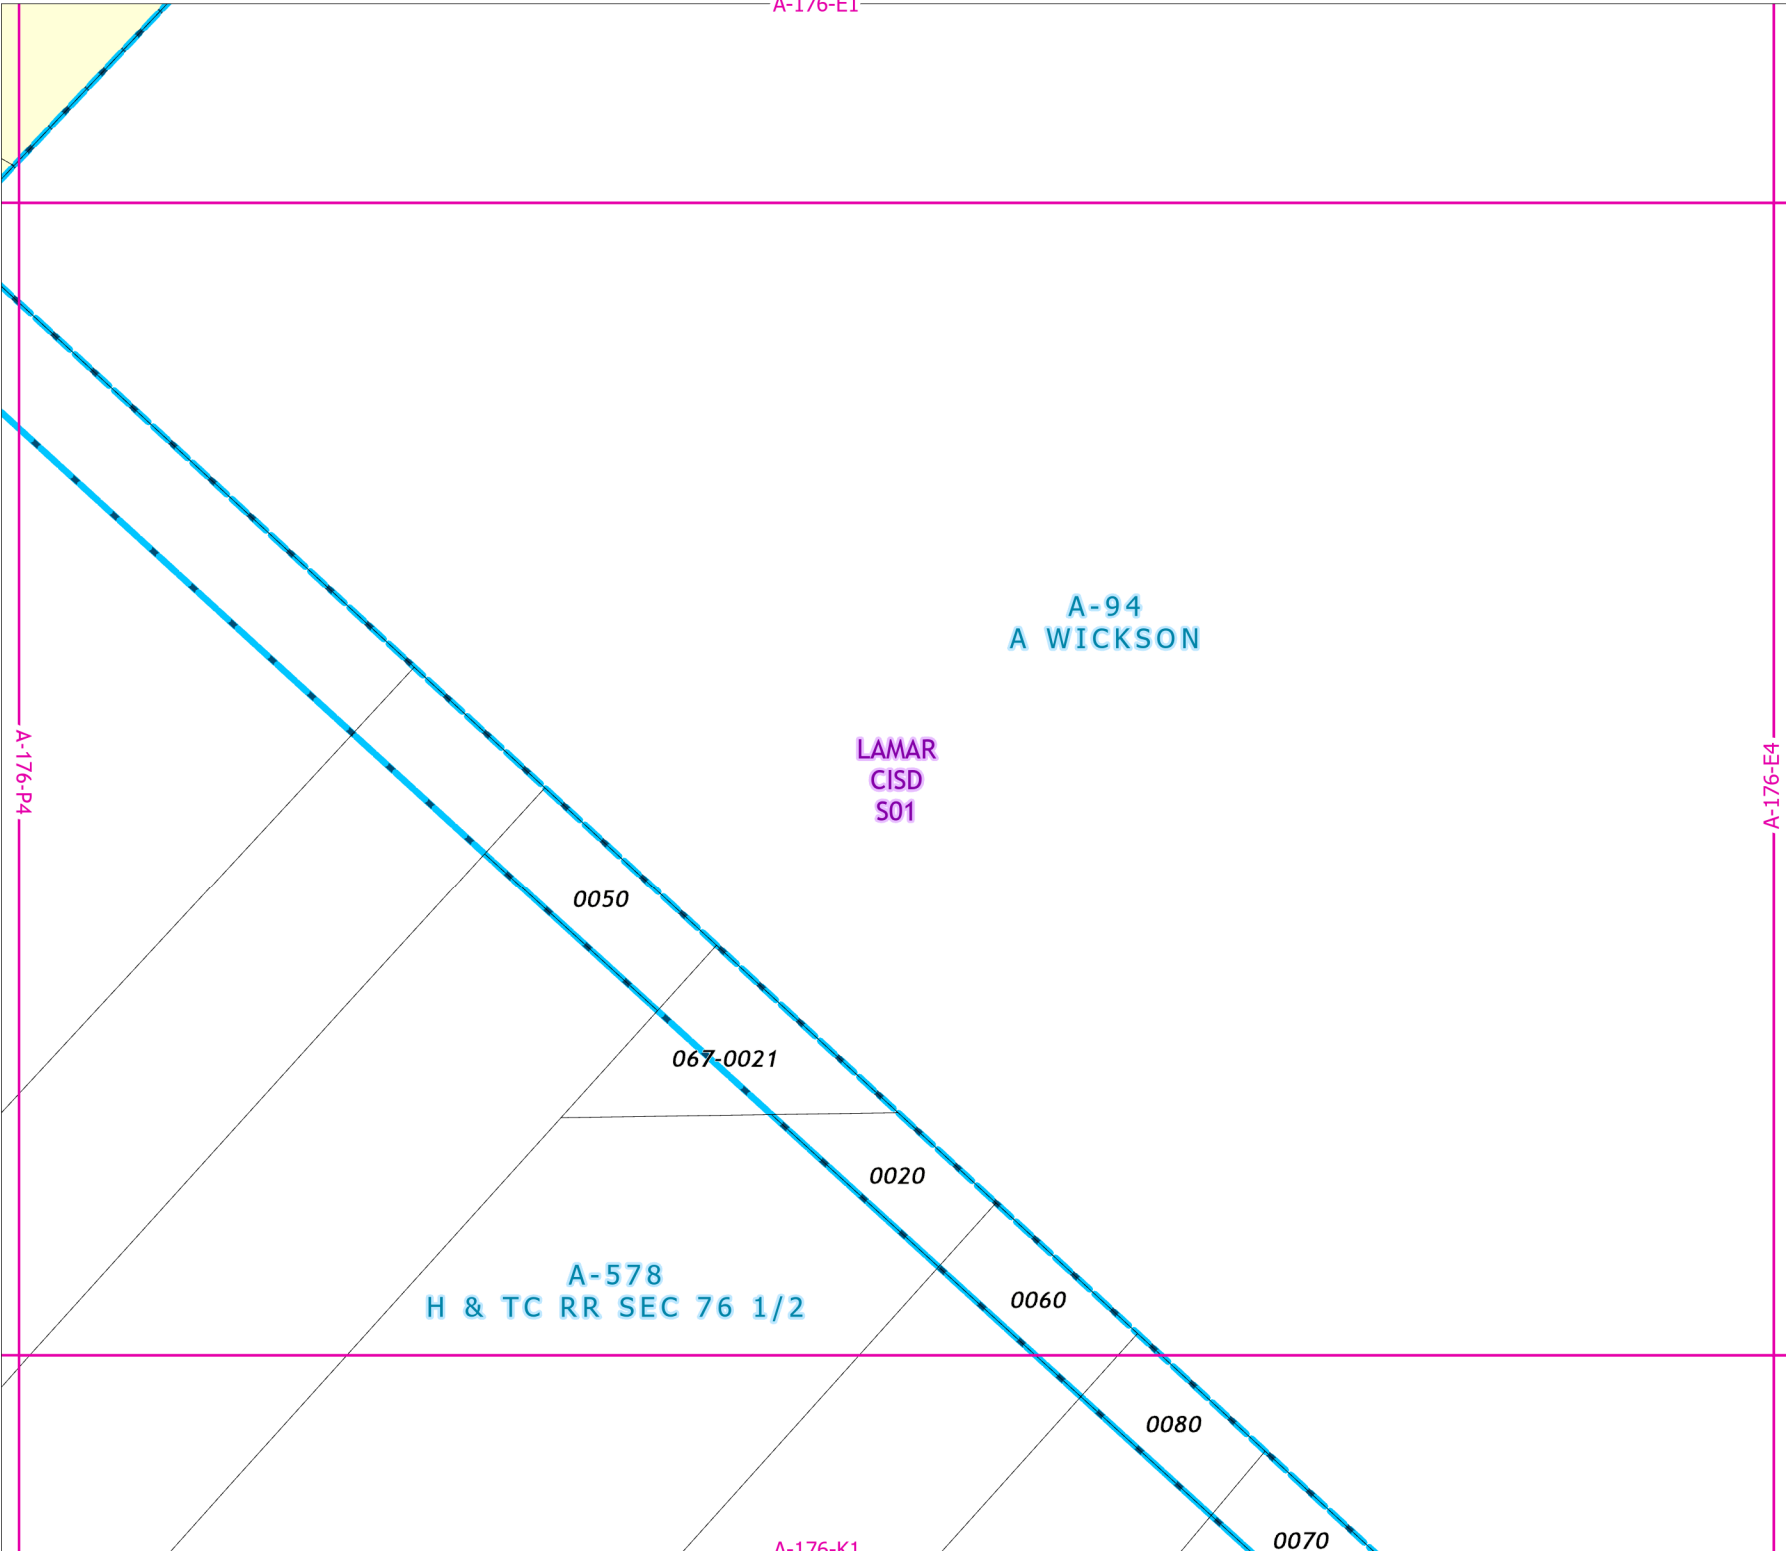 A-176-E1
A-94
A WICKSON
LAMAR
CISD
S01
A-176-P4
A-176-E4
0050
067-0021
0020
A-578
H & TC RR SEC 76 1/2
0060
0080
0070
A-176-K1